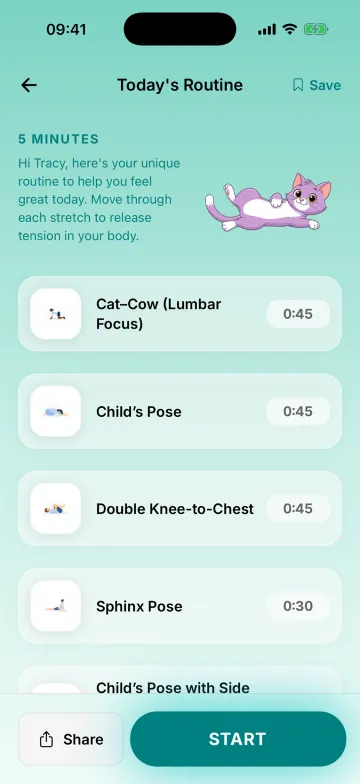 09:41
Today's Routine
Save
5 MINUTES
Hi Tracy, here's your unique
routine to help you feel
great today. Move through
each stretch to release
tension in your body.
Cat–Cow (Lumbar
Focus)
0:45
Child’s Pose
0:45
Double Knee-to-Chest
0:45
Sphinx Pose
0:30
Child’s Pose with Side
Share
START